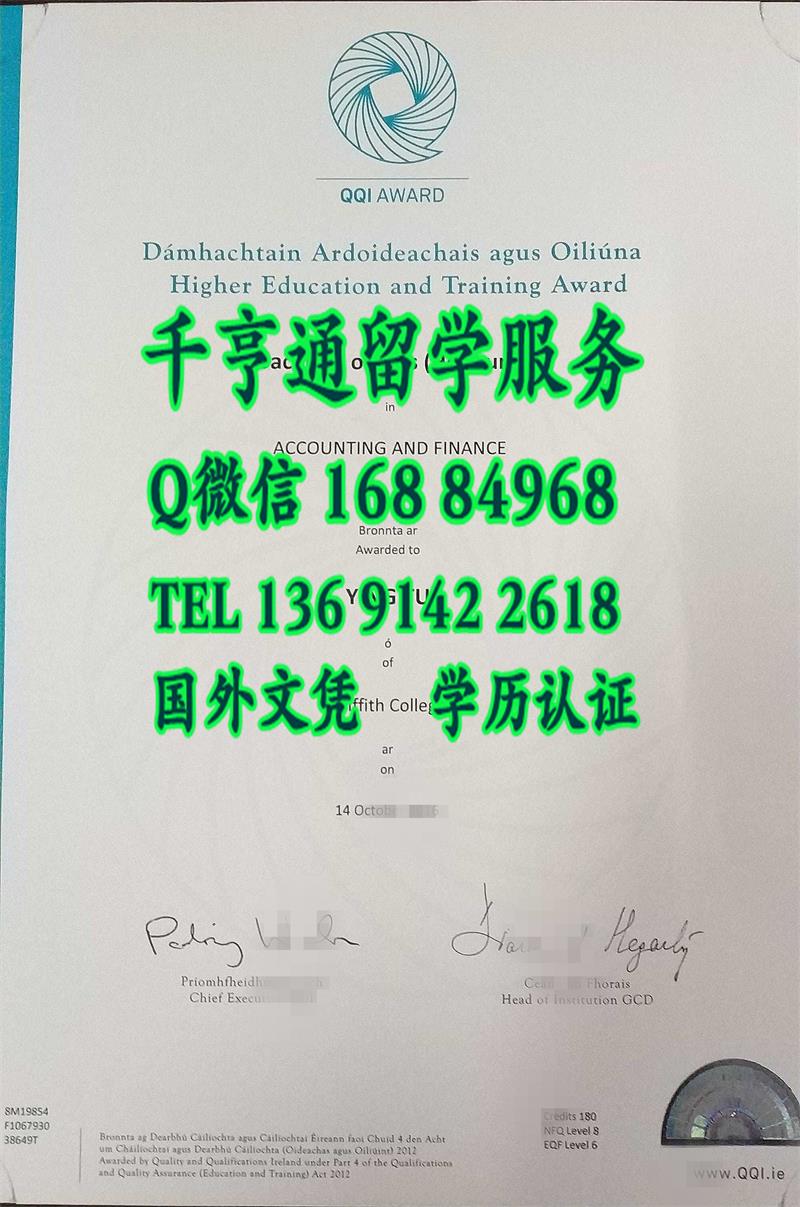 QQI AWARD
Dámhachtain Ardoideachais agus Oiliúna
Higher Education and Training Award
千亨通留学服务
in
ACCOUNTING AND FINANCE
Q微信 168 84968
Bronnta ar
Awarded to
TEL 136 9142 2618
ó
of
国外文凭 学历认证
ar
on
14
Chief
Fhorais
Head of Institution GCD
8M19854
F1067930
38649T
Bronnta ag Dearbhú Cáilíochta agus Cáilíochtaí Éireann faoi Chuid 4 den Acht
um Cháilíochtaí agus Dearbhú Cáilíochta (Oideachas agus Oiliúint) 2012
Awarded by Quality and Qualifications Ireland under Part 4 of the Qualifications
and Quality Assurance (Education and Training) Act 2012
Credits 180
NFQ Level 8
EQF Level 6
www.QQI.ie